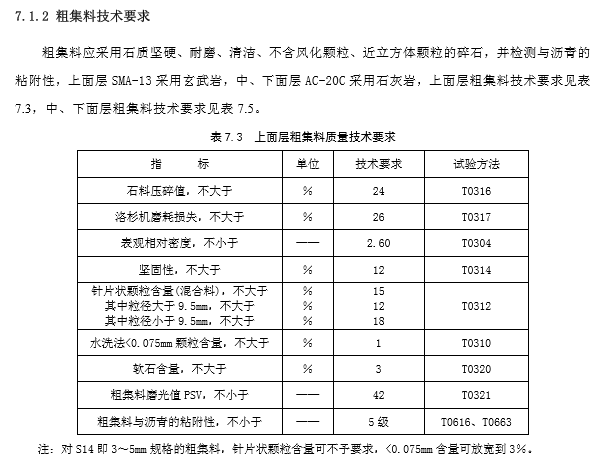 7.1.2 粗集料技术要求
粗集料应采用石质坚硬、耐磨、清洁、不含风化颗粒、近立方体颗粒的碎石，并检测与沥青的
粘附性，上面层 SMA-13 采用玄武岩，中、下面层 AC-20C 采用石灰岩，上面层粗集料技术要求见表
7.3，中、下面层粗集料技术要求见表 7.5。
表 7.3 上面层粗集料质量技术要求
指 标 单位 技术要求 试验方法
石料压碎值，不大于 % 24 T0316
洛杉机磨耗损失，不大于 % 26 T0317
表观相对密度，不小于 —— 2.60 T0304
坚固性，不大于 % 12 T0314
针片状颗粒含量(混合料)，不大于 % 15
其中粒径大于 9.5mm，不大于 % 12 T0312
其中粒径小于 9.5mm，不大于 % 18
水洗法<0.075mm 颗粒含量，不大于 % 1 T0310
软石含量，不大于 % 3 T0320
粗集料磨光值 PSV，不小于 —— 42 T0321
粗集料与沥青的粘附性，不小于 —— 5 级 T0616、T0663
注：对 S14 即 3～5mm 规格的粗集料，针片状颗粒含量可不予要求，<0.075mm 含量可放宽到 3%。